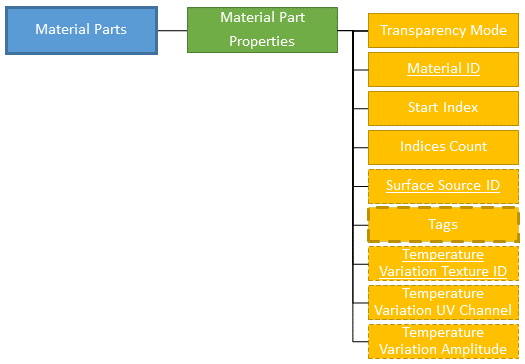 Material Parts
Material Part
Properties
Transparency Mode
Material ID
Start Index
Indices Count
Surface Source ID
Tags
Temperature
Variation Texture ID
Temperature
Variation UV Channel
Temperature
Variation Amplitude